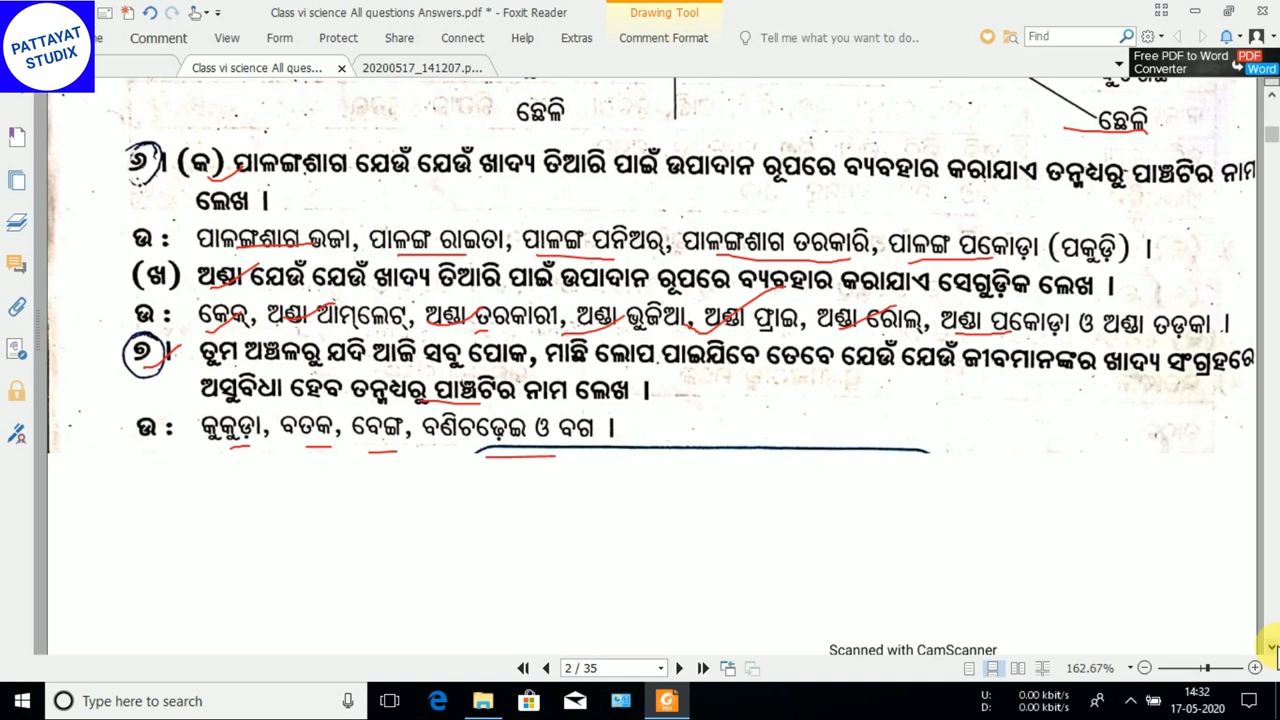 PATTAYAT STUDIX
Class vi science All questions Answers.pdf * - Foxit Reader
Drawing Tool
Comment View Form Protect Share Connect Help Extras Comment Format Tell me what you want to do.. Find
Free PDF to Word Converter PDF Word
Class vi science All ques... x 20200517_141207.p...
ଛେଳି
ଛେଳି
୬। (କ) ପାଳଙ୍ଗଶାଗ ଯେଉଁ ଯେଉଁ ଖାଦ୍ୟ ତିଆରି ପାଇଁ ଉପାଦାନ ରୂପରେ ବ୍ୟବହାର କରାଯାଏ ତନ୍ମଧ୍ୟରୁ ପାଞ୍ଚଟିର ନାମ
ଲେଖ ।
ଉ : ପାଳଙ୍ଗଶାଗ ଭଜା, ପାଳଙ୍ଗ ରାଇତା, ପାଳଙ୍ଗ ପନିଅର୍, ପାଳଙ୍ଗଶାଗ ତରକାରି, ପାଳଙ୍ଗ ପକୋଡ଼ା (ପକୁଡ଼ି) ।
(ଖ) ଅଣ୍ଡା ଯେଉଁ ଯେଉଁ ଖାଦ୍ୟ ତିଆରି ପାଇଁ ଉପାଦାନ ରୂପରେ ବ୍ୟବହାର କରାଯାଏ ସେଗୁଡ଼ିକ ଲେଖ ।
ଉ : କେକ୍, ଅଣ୍ଡା ଆମ୍‌ଲେଟ୍, ଅଣ୍ଡା ତରକାରୀ, ଅଣ୍ଡା ଭୁଜିଆ, ଅଣ୍ଡା ଫ୍ରାଇ, ଅଣ୍ଡା ରୋଲ୍, ଅଣ୍ଡା ପକୋଡ଼ା ଓ ଅଣ୍ଡା ତଡ଼କା ।
୭ । ତୁମ ଅଞ୍ଚଳରୁ ଯଦି ଆଜି ସବୁ ପୋକ, ମାଛି ଲୋପ ପାଇଯିବେ ତେବେ ଯେଉଁ ଯେଉଁ ଜୀବମାନଙ୍କର ଖାଦ୍ୟ ସଂଗ୍ରହରେ
ଅସୁବିଧା ହେବ ତନ୍ମଧ୍ୟରୁ ପାଞ୍ଚଟିର ନାମ ଲେଖ ।
ଉ : କୁକୁଡ଼ା, ବତକ, ବେଙ୍ଗ, ବଣିଚଢ଼େଇ ଓ ବଗ ।
Scanned with CamScanner
2 / 35 162.67%
Type here to search U: 0.00 kbit/s 14:32
D: 0.00 kbit/s 17-05-2020